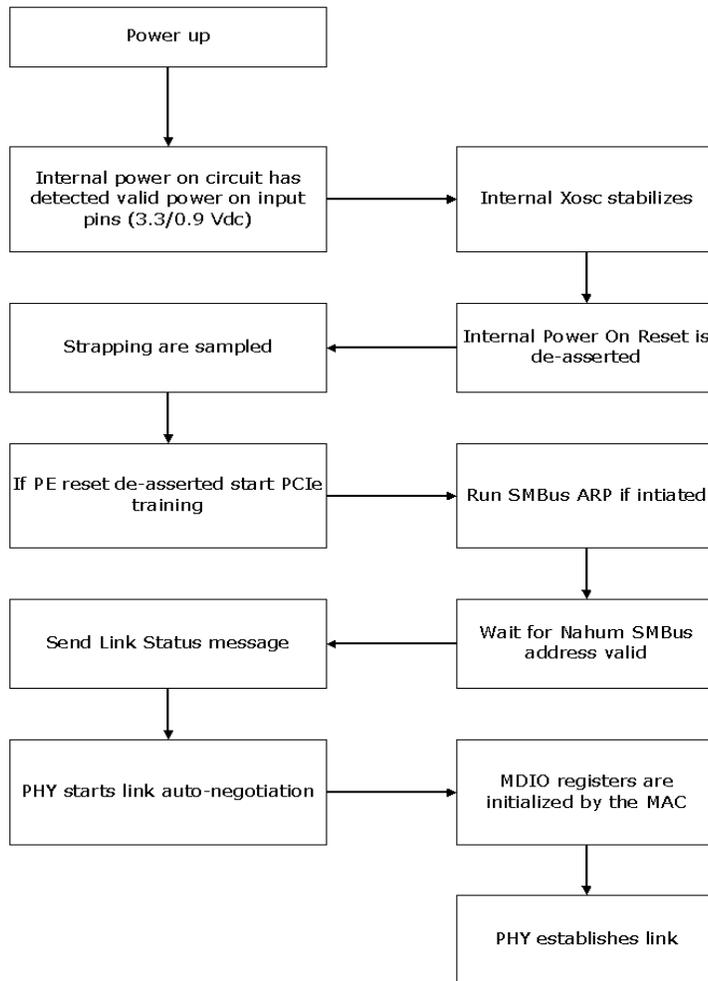 Power up
Internal power on circuit has
detected valid power on input
pins (3.3/0.9 Vdc)
Internal Xosc stabilizes
Internal Power On Reset is
de-asserted
Strapping are sampled
If PE reset de-asserted start PCIe
training
Run SMBus ARP if intiated
Wait for Nahum SMBus
address valid
Send Link Status message
PHY starts link auto-negotiation
MDIO registers are
initialized by the MAC
PHY establishes link